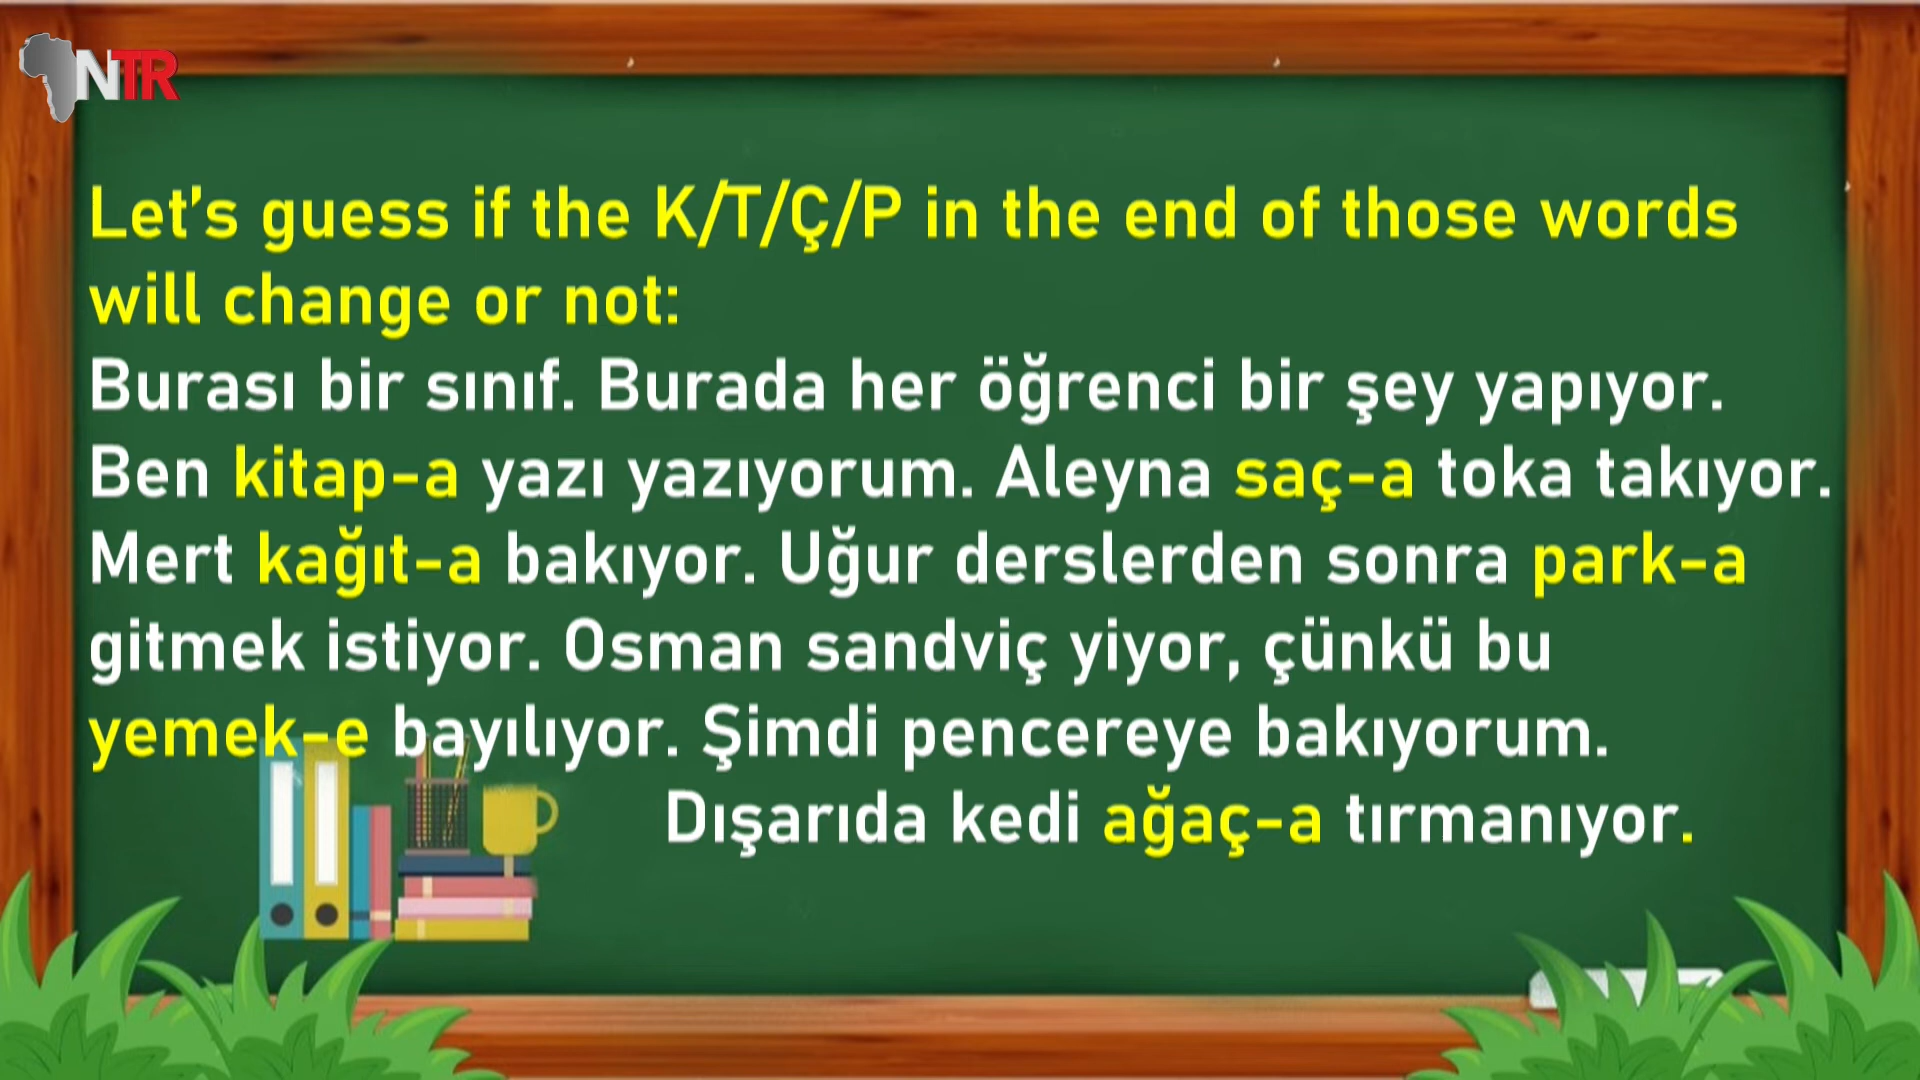 NTR
Let's guess if the K/T/Ç/P in the end of those words
will change or not:
Burası bir sınıf. Burada her öğrenci bir şey yapıyor.
Ben kitap-a yazı yazıyorum. Aleyna saç-a toka takıyor.
Mert kağıt-a bakıyor. Uğur derslerden sonra park-a
gitmek istiyor. Osman sandviç yiyor, çünkü bu
yemek-e bayılıyor. Şimdi pencereye bakıyorum.
Dışarıda kedi ağaç-a tırmanıyor.